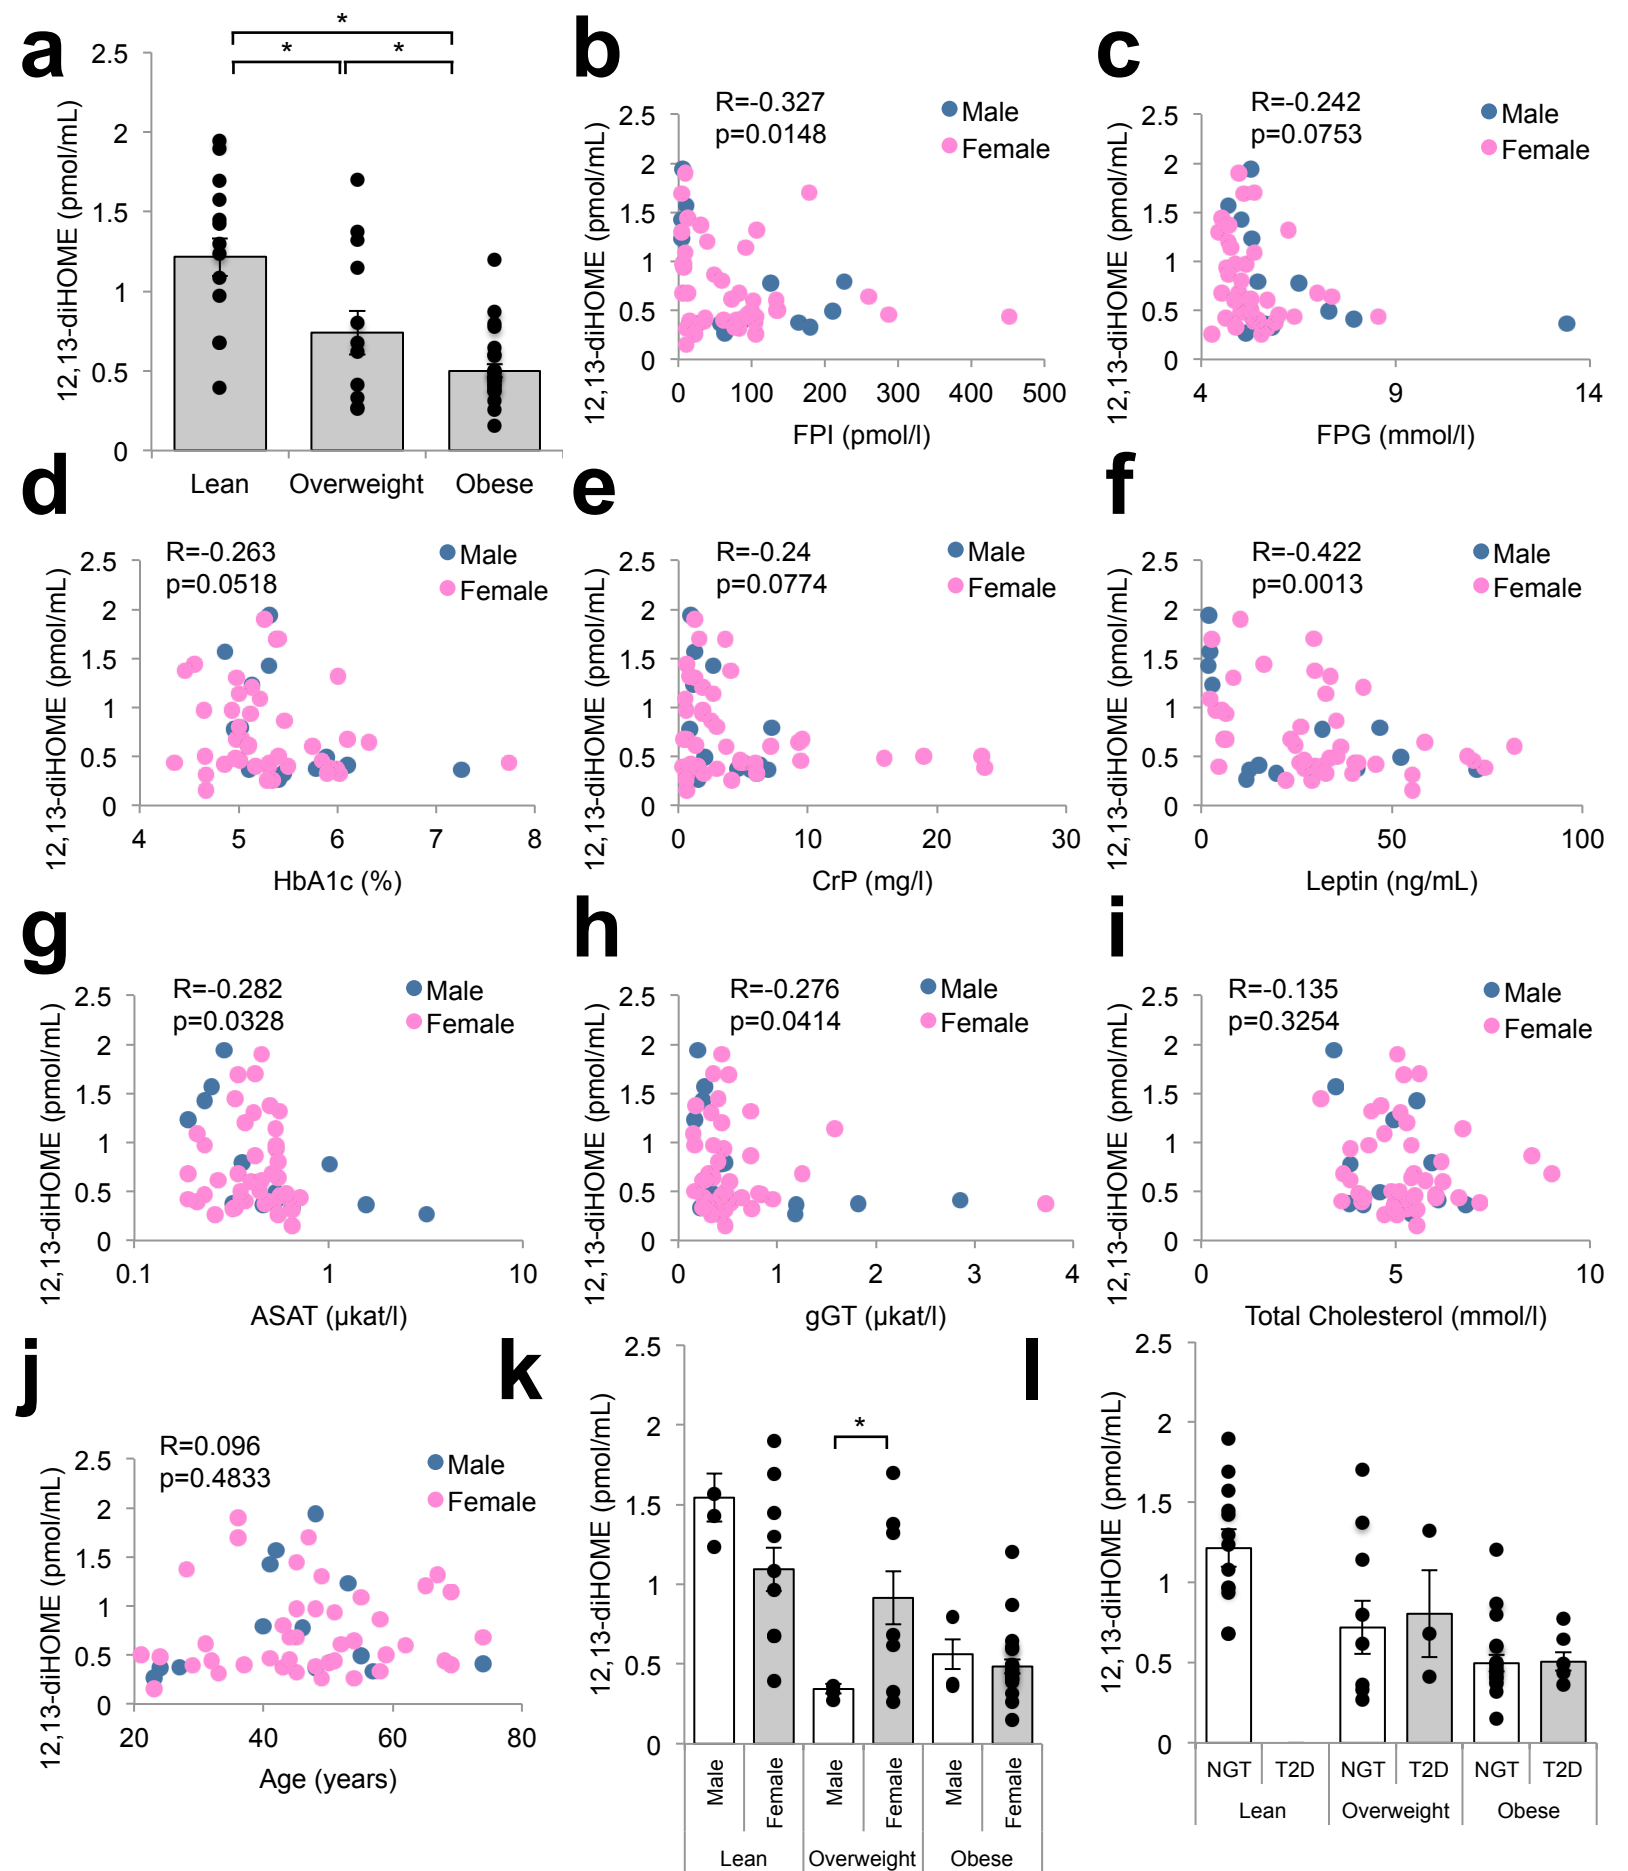 a
*
* *
2.5
2
1.5
1
0.5
0
12,13-diHOME (pmol/mL)
Lean Overweight Obese
b
R=-0.327
p=0.0148
Male
Female
2.5
2
1.5
1
0.5
0
12,13-diHOME (pmol/mL)
0 100 200 300 400 500
FPI (pmol/l)
c
R=-0.242
p=0.0753
Male
Female
2.5
2
1.5
1
0.5
0
12,13-diHOME (pmol/mL)
4 9 14
FPG (mmol/l)
d
R=-0.263
p=0.0518
Male
Female
2.5
2
1.5
1
0.5
0
12,13-diHOME (pmol/mL)
4 5 6 7 8
HbA1c (%)
e
R=-0.24
p=0.0774
Male
Female
2.5
2
1.5
1
0.5
0
12,13-diHOME (pmol/mL)
0 10 20 30
CrP (mg/l)
f
R=-0.422
p=0.0013
Male
Female
2.5
2
1.5
1
0.5
0
12,13-diHOME (pmol/mL)
0 50 100
Leptin (ng/mL)
g
R=-0.282
p=0.0328
Male
Female
2.5
2
1.5
1
0.5
0
12,13-diHOME (pmol/mL)
0.1 1 10
ASAT (µkat/l)
h
R=-0.276
p=0.0414
Male
Female
2.5
2
1.5
1
0.5
0
12,13-diHOME (pmol/mL)
0 1 2 3 4
gGT (µkat/l)
i
R=-0.135
p=0.3254
Male
Female
2.5
2
1.5
1
0.5
0
12,13-diHOME (pmol/mL)
0 5 10
Total Cholesterol (mmol/l)
j
R=0.096
p=0.4833
Male
Female
2.5
2
1.5
1
0.5
0
12,13-diHOME (pmol/mL)
20 40 60 80
Age (years)
k
*
2.5
2
1.5
1
0.5
0
12,13-diHOME (pmol/mL)
Male Female Male Female Male Female
Lean Overweight Obese
l
2.5
2
1.5
1
0.5
0
12,13-diHOME (pmol/mL)
NGT T2D NGT T2D NGT T2D
Lean Overweight Obese